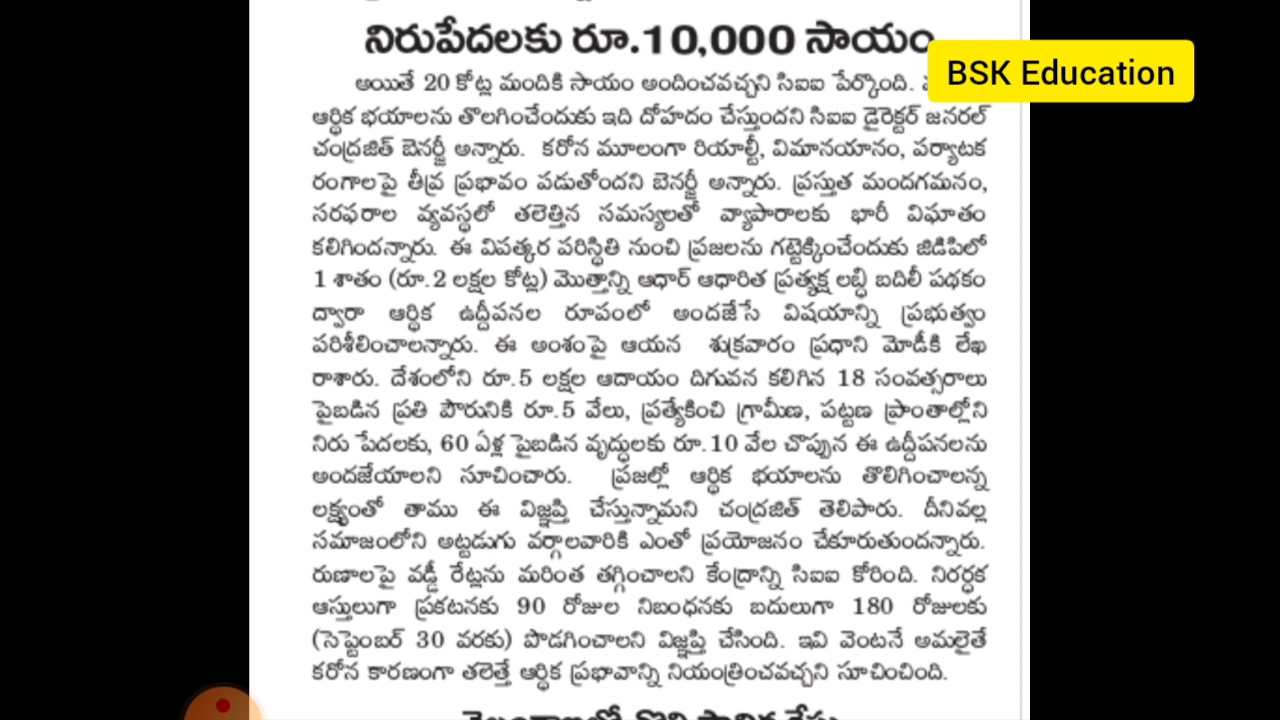 నిరుపేదలకు రూ.10,000 సాయం
BSK Education
అయితే 20 కోట్ల మందికి సాయం అందించవచ్చని సిఐఐ పేర్కొంది.
ఆర్థిక భయాలను తొలగించేందుకు ఇది దోహదం చేస్తుందని సిఐఐ డైరెక్టర్ జనరల్
చంద్రజిత్ బెనర్జీ అన్నారు. కరోన మూలంగా రియాల్టీ, విమానయానం, పర్యాటక
రంగాలపై తీవ్ర ప్రభావం పడుతోందని బెనర్జీ అన్నారు. ప్రస్తుత మందగమనం,
సరఫరాల వ్యవస్థలో తలెత్తిన సమస్యలతో వ్యాపారాలకు భారీ విఘాతం
కలిగిందన్నారు. ఈ విపత్కర పరిస్థితి నుంచి ప్రజలను గట్టెక్కించేందుకు జిడిపిలో
1 శాతం (రూ.2 లక్షల కోట్ల) మొత్తాన్ని ఆధార్ ఆధారిత ప్రత్యక్ష లబ్ధి బదిలీ పథకం
ద్వారా ఆర్థిక ఉద్దీపనల రూపంలో అందజేసే విషయాన్ని ప్రభుత్వం
పరిశీలించాలన్నారు. ఈ అంశంపై ఆయన శుక్రవారం ప్రధాని మోడీకి లేఖ
రాశారు. దేశంలోని రూ.5 లక్షల ఆదాయం దిగువన కలిగిన 18 సంవత్సరాలు
పైబడిన ప్రతి పౌరునికి రూ.5 వేలు, ప్రత్యేకించి గ్రామీణ, పట్టణ ప్రాంతాల్లోని
నిరు పేదలకు, 60 ఏళ్ల పైబడిన వృద్ధులకు రూ.10 వేల చొప్పున ఈ ఉద్దీపనలను
అందజేయాలని సూచించారు. ప్రజల్లో ఆర్థిక భయాలను తొలిగించాలన్న
లక్ష్యంతో తాము ఈ విజ్ఞప్తి చేస్తున్నామని చంద్రజిత్ తెలిపారు. దీనివల్ల
సమాజంలోని అట్టడుగు వర్గాలవారికి ఎంతో ప్రయోజనం చేకూరుతుందన్నారు.
రుణాలపై వడ్డీ రేట్లను మరింత తగ్గించాలని కేంద్రాన్ని సిఐఐ కోరింది. నిరర్ధక
ఆస్తులుగా ప్రకటనకు 90 రోజుల నిబంధనకు బదులుగా 180 రోజులకు
(సెప్టెంబర్ 30 వరకు) పొడగించాలని విజ్ఞప్తి చేసింది. ఇవి వెంటనే అమలైతే
కరోన కారణంగా తలెత్తే ఆర్థిక ప్రభావాన్ని నియంత్రించవచ్చని సూచించింది.